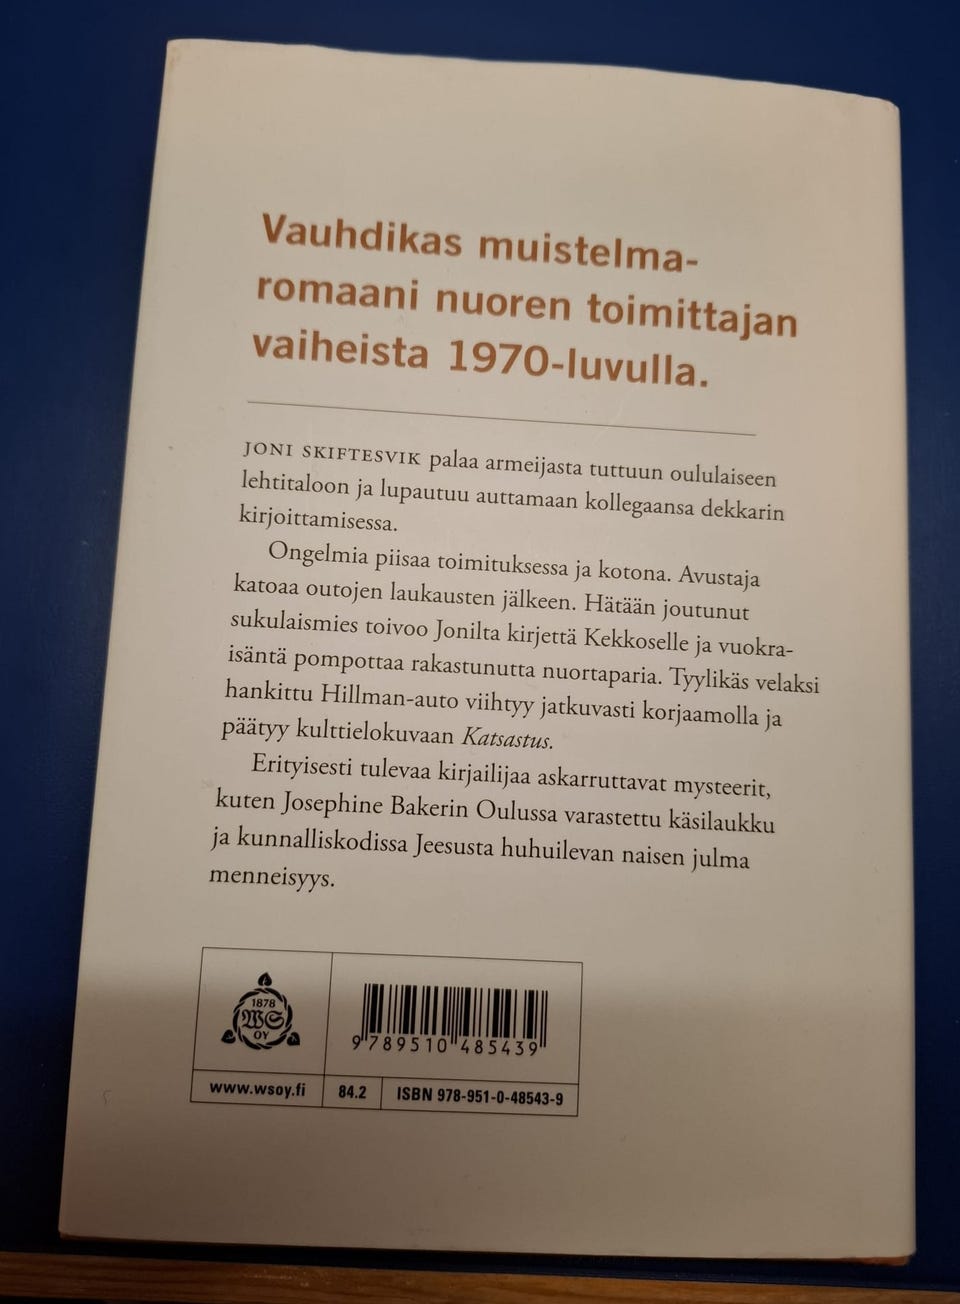 Vauhdikas muistelma-
romaani nuoren toimittajan
vaiheista 1970-luvulla.
JONI SKIFTESVIK palaa armeijasta tuttuun oululaiseen
lehtitaloon ja lupautuu auttamaan kollegaansa dekkarin
kirjoittamisessa.
Ongelmia piisaa toimituksessa ja kotona. Avustaja
katoaa outojen laukausten jälkeen. Hätään joutunut
sukulaismies toivoo Jonilta kirjettä Kekkoselle ja vuokra-
isäntä pompottaa rakastunutta nuortaparia. Tyylikäs velaksi
hankittu Hillman-auto viihtyy jatkuvasti korjaamolla ja
päätyy kulttielokuvaan Katsastus.
Erityisesti tulevaa kirjailijaa askarruttavat mysteerit,
kuten Josephine Bakerin Oulussa varastettu käsilaukku
ja kunnalliskodissa Jeesusta huhuilevan naisen julma
menneisyys.
1878
WS
OY
9 789510 485439
www.wsoy.fi
84.2
ISBN 978-951-0-48543-9